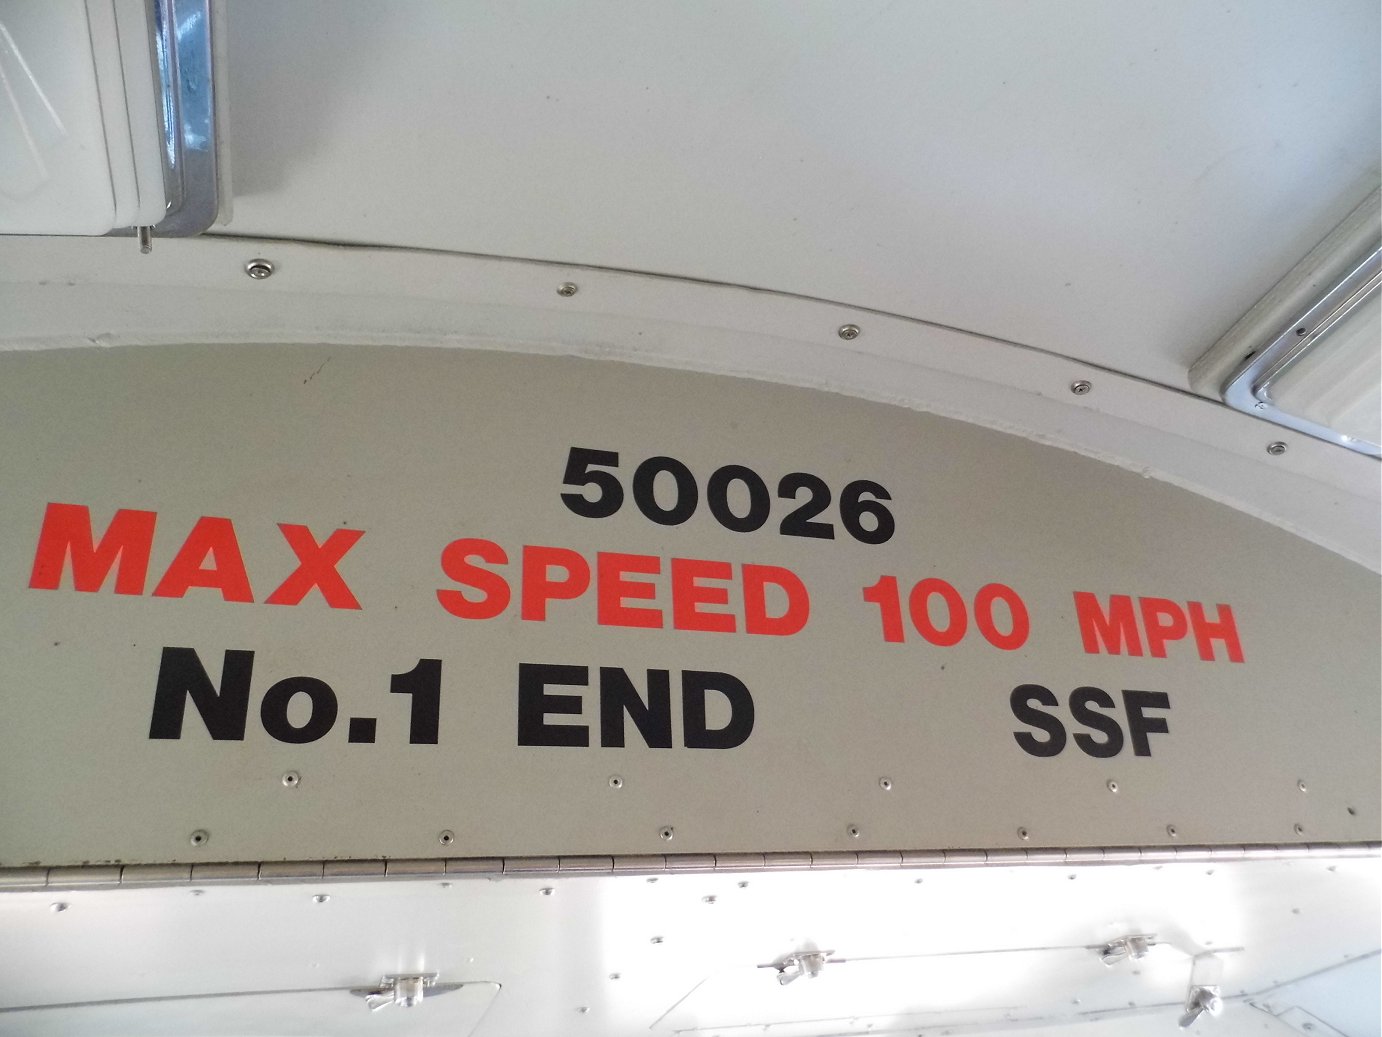 50026
MAX SPEED 100 MPH
No.1 END SSF